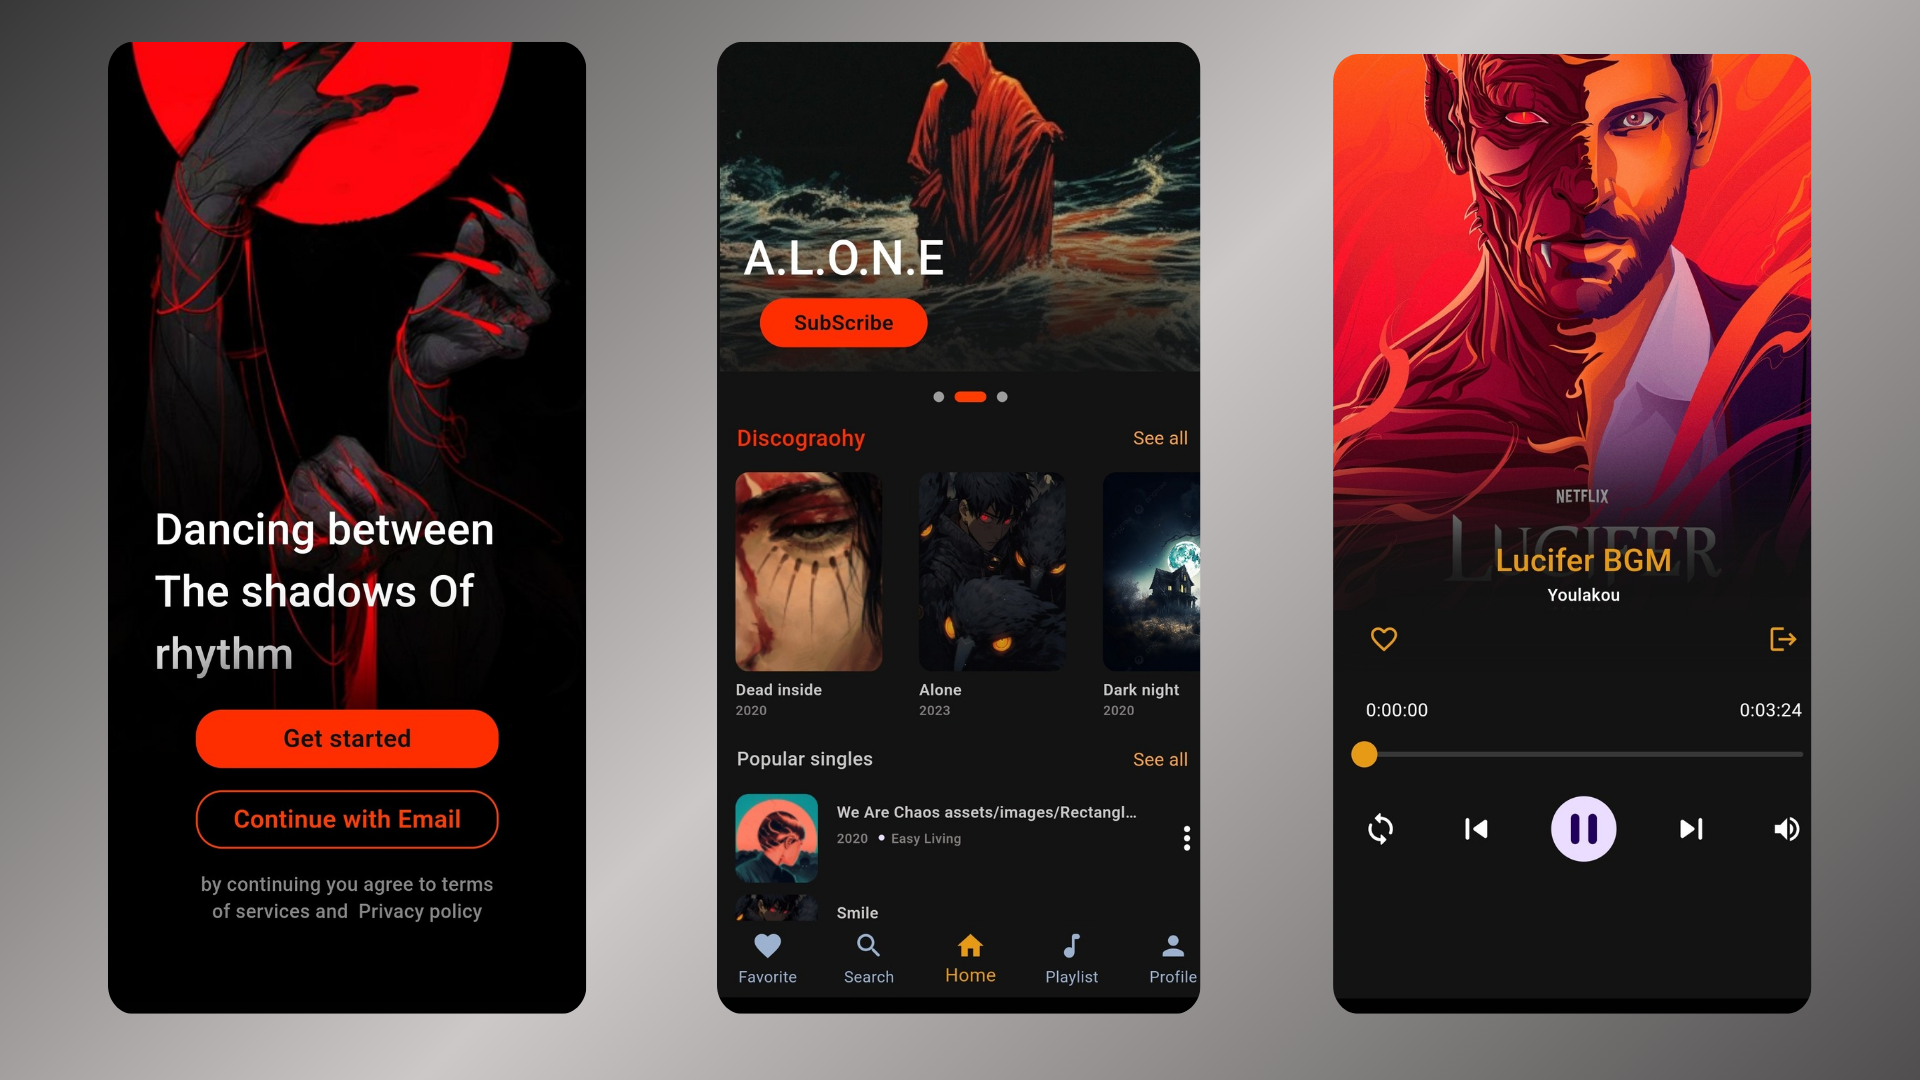 Dancing between
The shadows Of
rhythm
Get started
Continue with Email
by continuing you agree to terms
of services and  Privacy policy
A.L.O.N.E
SubScribe
Discograohy
See all
Dead inside
2020
Alone
2023
Dark night
2020
Popular singles
See all
We Are Chaos assets/images/Rectangl...
2020 • Easy Living
Smile
Favorite
Search
Home
Playlist
Profile
NETFLIX
LUCIFER
Lucifer BGM
Youlakou
0:00:00
0:03:24